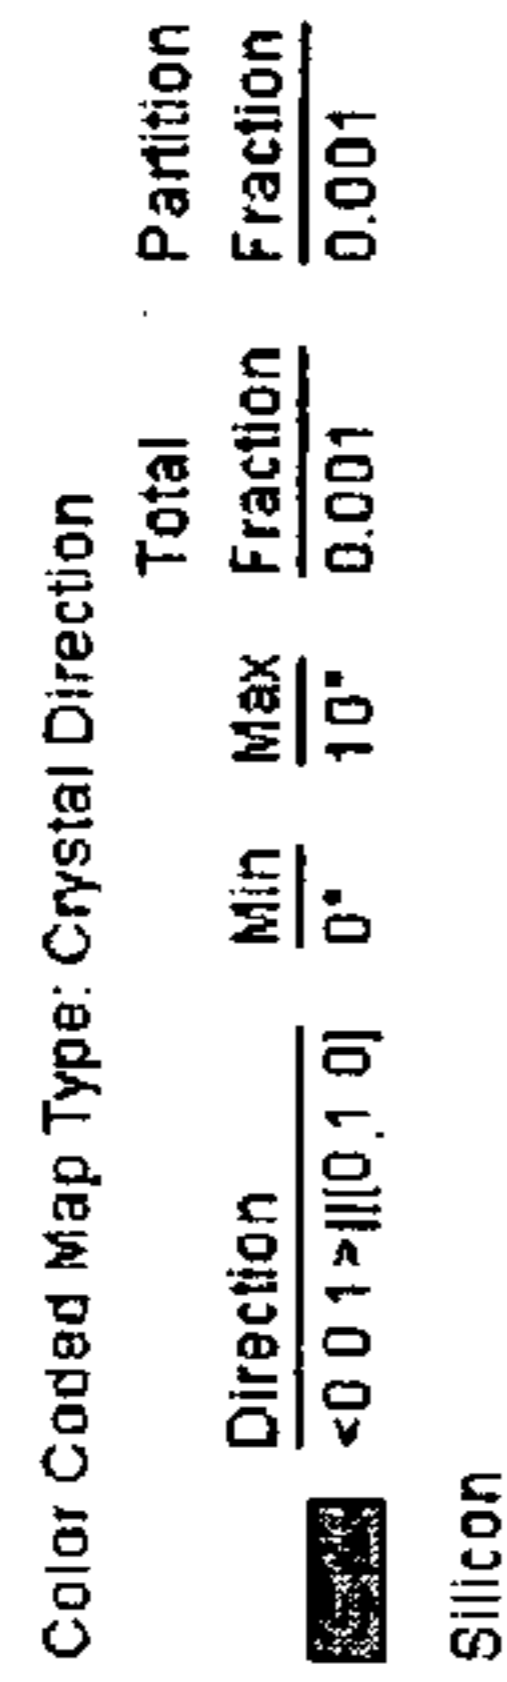 Color Coded Map Type: Crystal Direction
Total Partition
Direction Min Max Fraction Fraction
<0 0 1>||[0 1 0] 0° 10° 0.001 0.001
Silicon